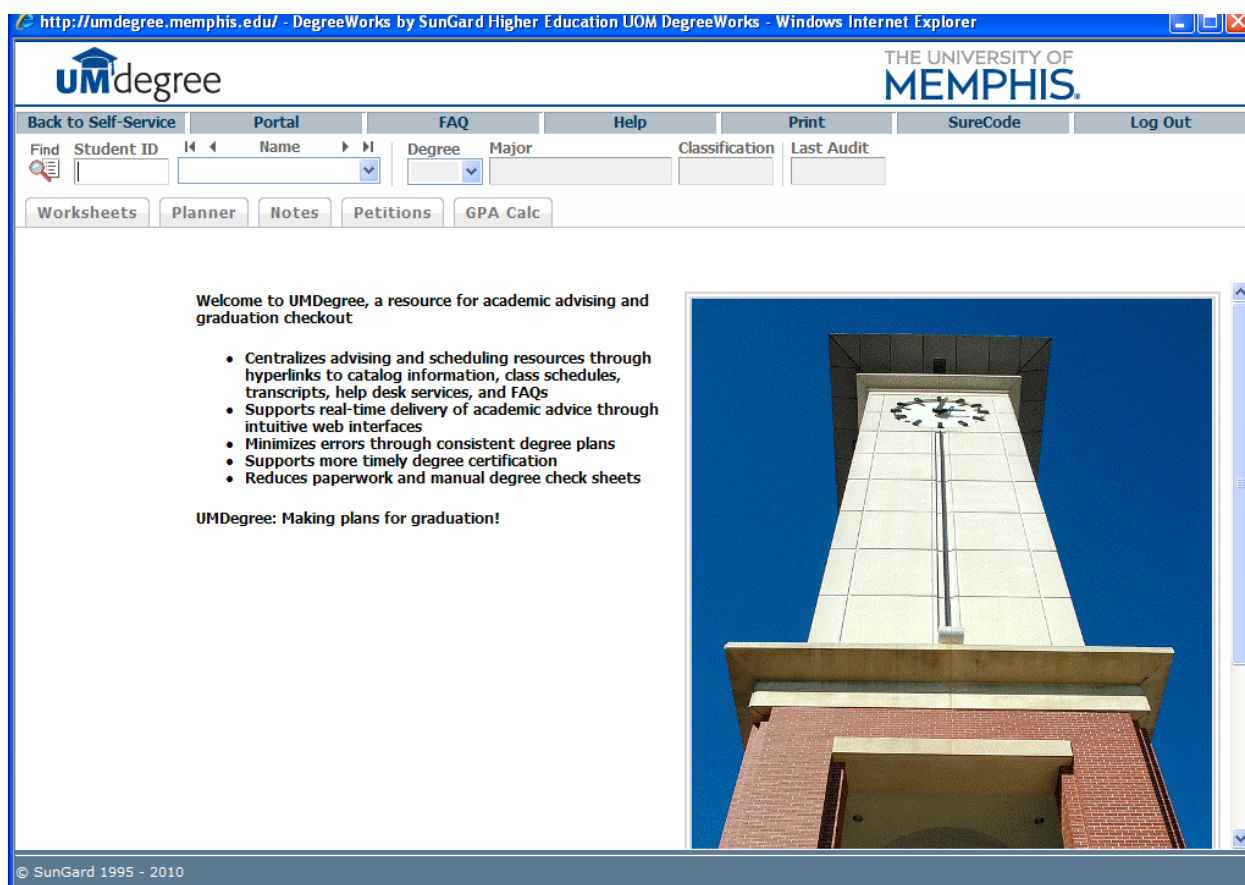 http://umdegree.memphis.edu/ - DegreeWorks by SunGard Higher Education UOM DegreeWorks - Windows Internet Explorer
UMdegree
THE UNIVERSITY OF
MEMPHIS.
Back to Self-Service Portal FAQ Help Print SureCode Log Out
Find Student ID Name Degree Major Classification Last Audit
Worksheets Planner Notes Petitions GPA Calc
Welcome to UMDegree, a resource for academic advising and
graduation checkout
• Centralizes advising and scheduling resources through
hyperlinks to catalog information, class schedules,
transcripts, help desk services, and FAQs
• Supports real-time delivery of academic advice through
intuitive web interfaces
• Minimizes errors through consistent degree plans
• Supports more timely degree certification
• Reduces paperwork and manual degree check sheets
UMDegree: Making plans for graduation!
© SunGard 1995 - 2010